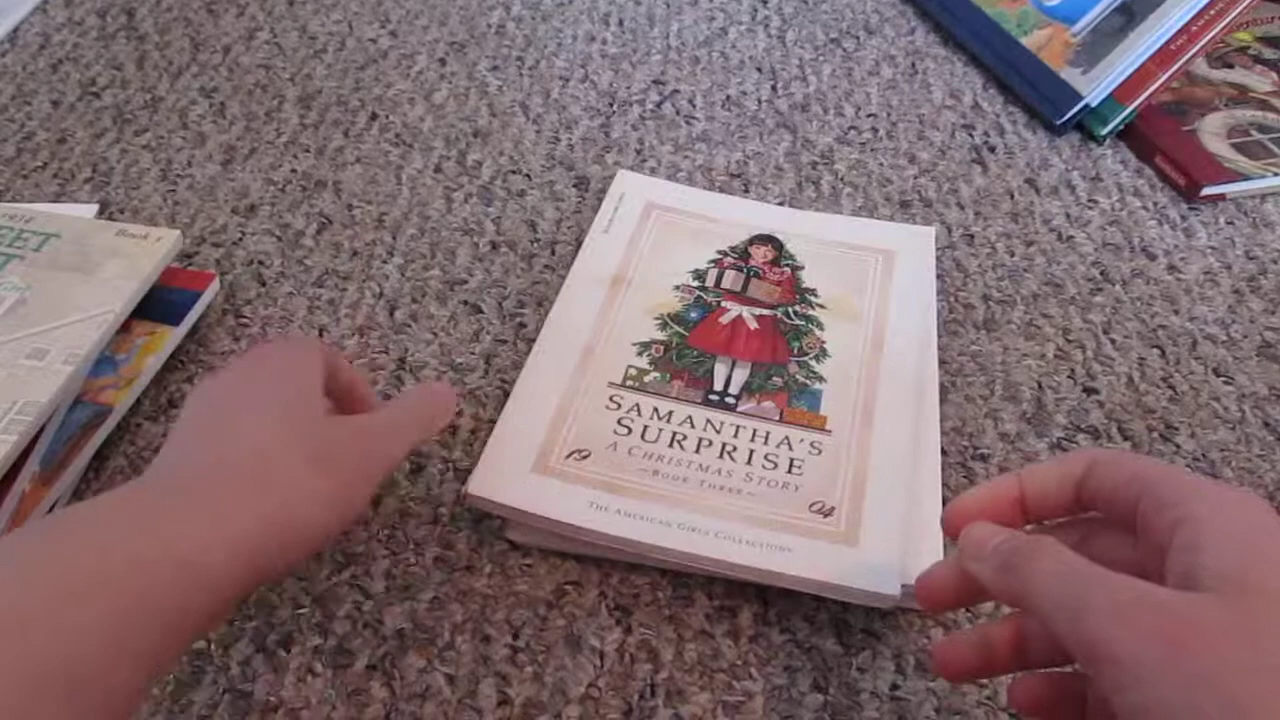 SAMANTHA'S
SURPRISE
A CHRISTMAS STORY
~BOOK THREE~
19
04
THE AMERICAN GIRLS COLLECTION
Book 1